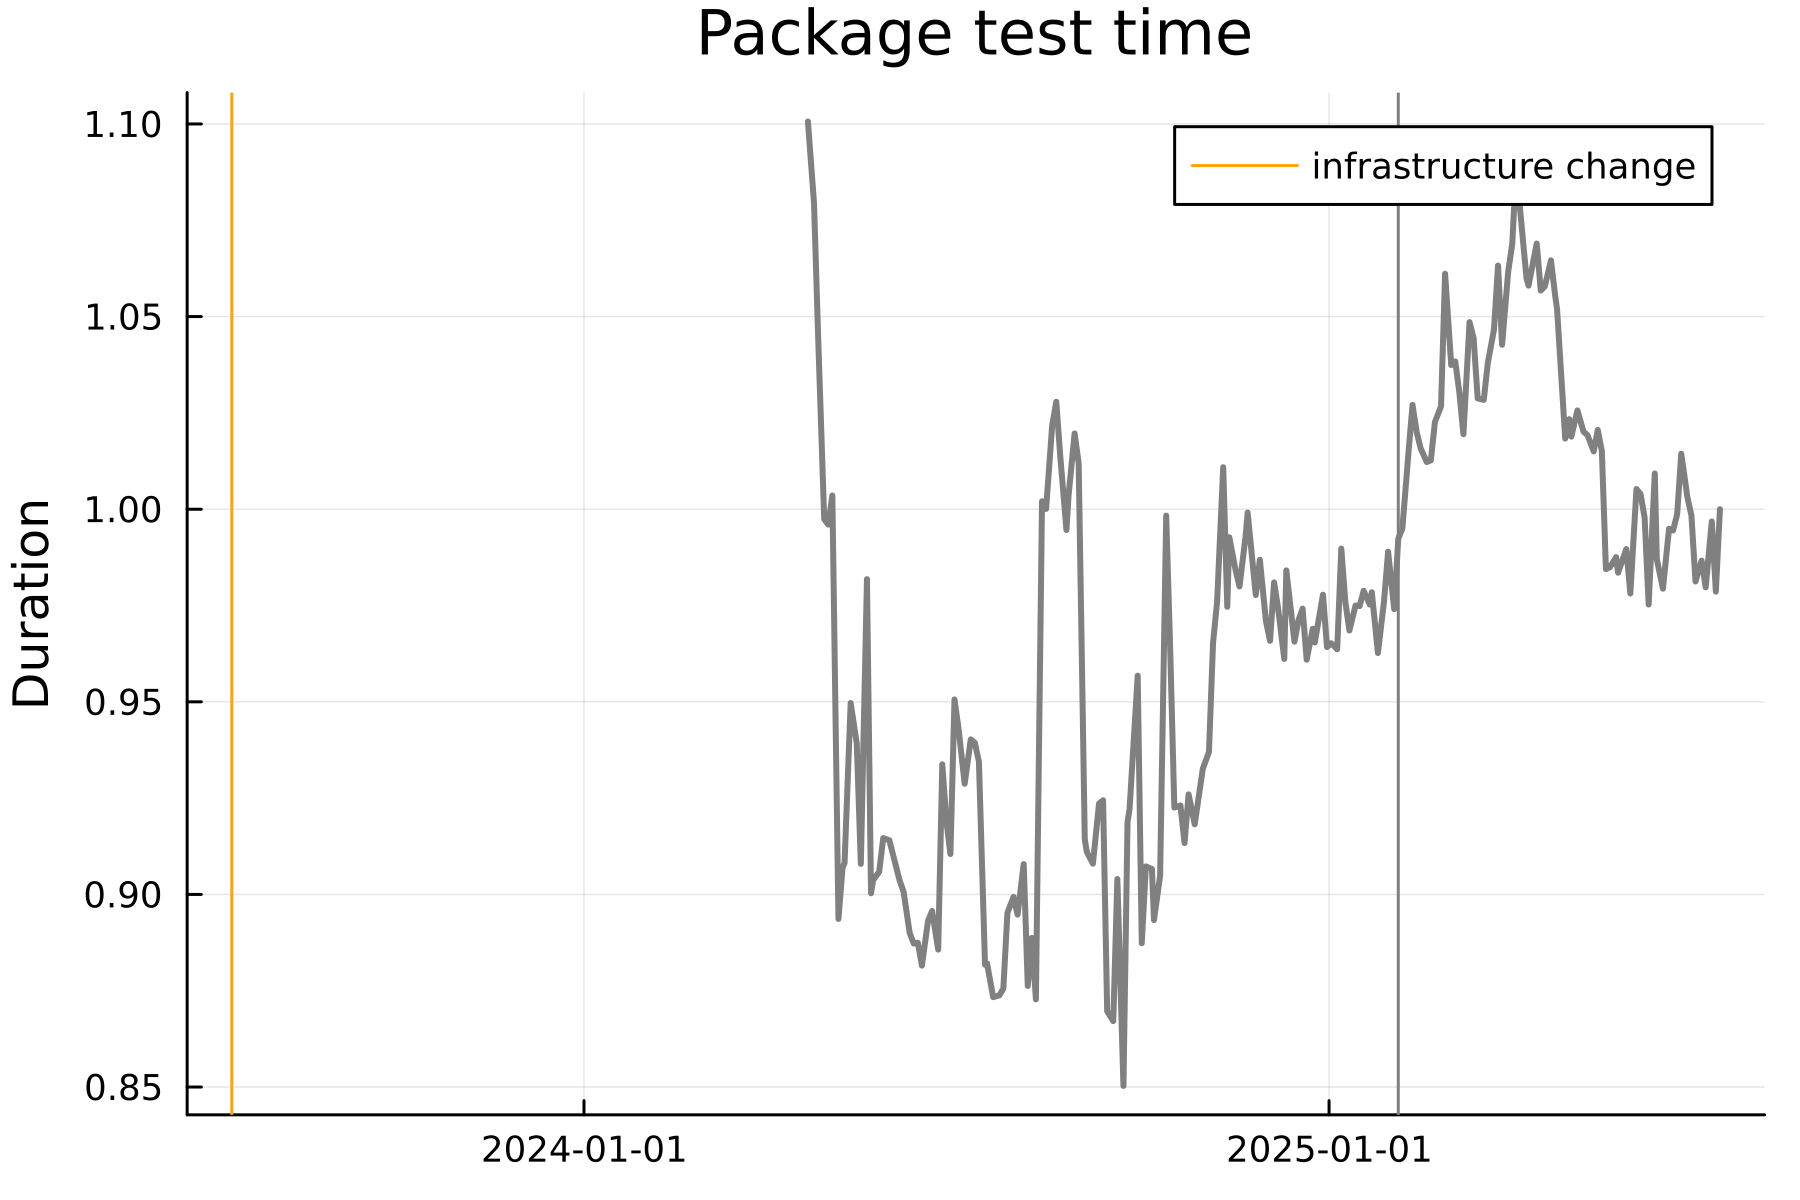 Package test time
1.10
infrastructure change
1.05
1.00
Duration
0.95
0.90
0.85
2024-01-01
2025-01-01